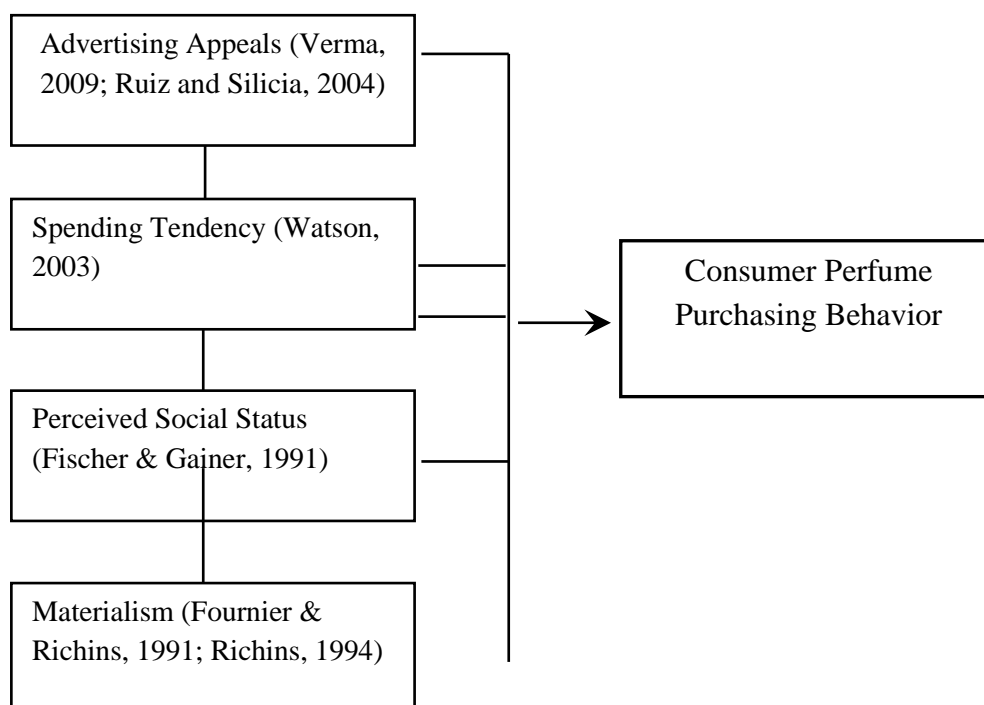 Advertising Appeals (Verma,
2009; Ruiz and Silicia, 2004)
Spending Tendency (Watson,
2003)
Perceived Social Status
(Fischer & Gainer, 1991)
Materialism (Fournier &
Richins, 1991; Richins, 1994)
Consumer Perfume
Purchasing Behavior